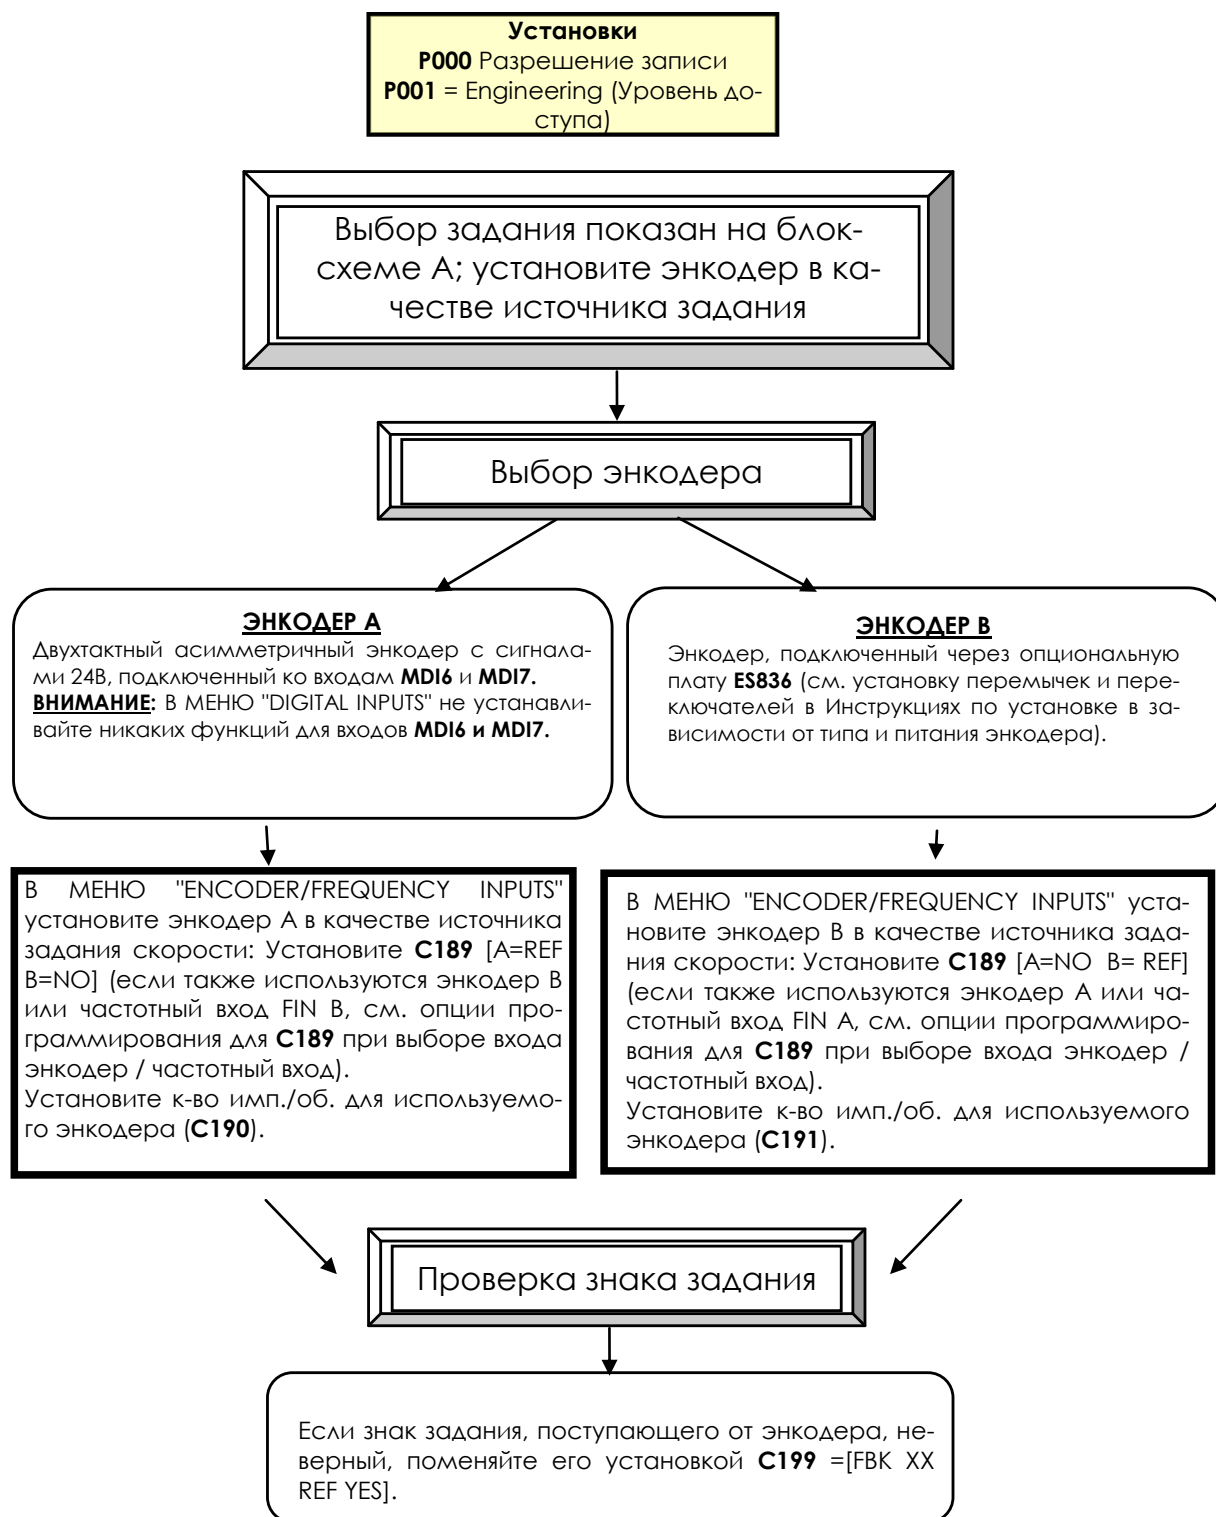 Установки
P000 Разрешение записи
P001 = Engineering (Уровень до-
ступа)
Выбор задания показан на блок-
схеме А; установите энкодер в ка-
честве источника задания
Выбор энкодера
ЭНКОДЕР А
Двухтактный асимметричный энкодер с сигнала-
ми 24В, подключенный ко входам MDI6 и MDI7.
ВНИМАНИЕ: В МЕНЮ "DIGITAL INPUTS" не устанавли-
вайте никаких функций для входов MDI6 и MDI7.
ЭНКОДЕР В
Энкодер, подключенный через опциональную
плату ES836 (см. установку перемычек и пере-
ключателей в Инструкциях по установке в за-
висимости от типа и питания энкодера).
В МЕНЮ "ENCODER/FREQUENCY INPUTS"
установите энкодер А в качестве источника
задания скорости: Установите C189 [A=REF
B=NO] (если также используются энкодер В
или частотный вход FIN B, см. опции про-
граммирования для C189 при выборе входа
энкодер / частотный вход).
Установите к-во имп./об. для используемо-
го энкодера (C190).
В МЕНЮ "ENCODER/FREQUENCY INPUTS" уста-
новите энкодер В в качестве источника зада-
ния скорости: Установите C189 [A=NO B= REF]
(если также используются энкодер А или ча-
стотный вход FIN A, см. опции программиро-
вания для C189 при выборе входа энкодер /
частотный вход).
Установите к-во имп./об. для используемого
энкодера (C191).
Проверка знака задания
Если знак задания, поступающего от энкодера, не-
верный, поменяйте его установкой C199 =[FBK XX
REF YES].